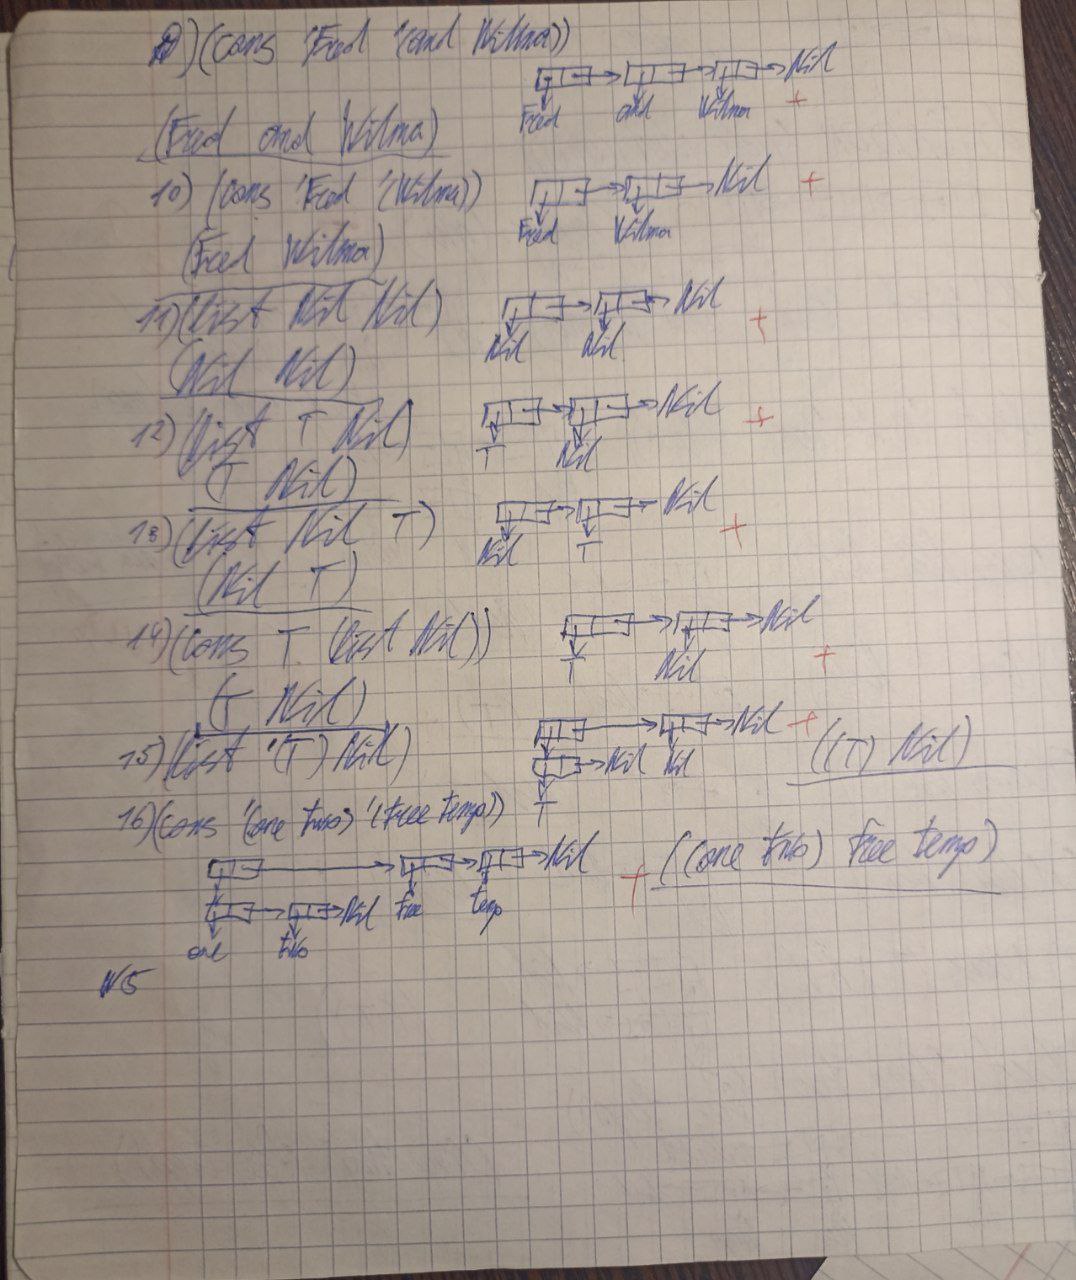 9) (cons 'Fred '(and Wilma))
Nil
Fred and Wilma +
(Fred and Wilma)
10) (cons 'Fred '(Wilma)) Nil +
Fred Wilma
(Fred Wilma)
11) (list Nil Nil) Nil +
Nil Nil
(Nil Nil)
12) (list T Nil) Nil +
T Nil
(T Nil)
13) (list Nil T) Nil +
Nil T
(Nil T)
14) (cons T (list Nil)) Nil +
T Nil
(T Nil)
Nil + ((T) Nil)
15) (list '(T) Nil) Nil Nil
T
16) (cons '(one two) '(free temp))
Nil + ((one two) free temp)
Nil free temp
one two
№5